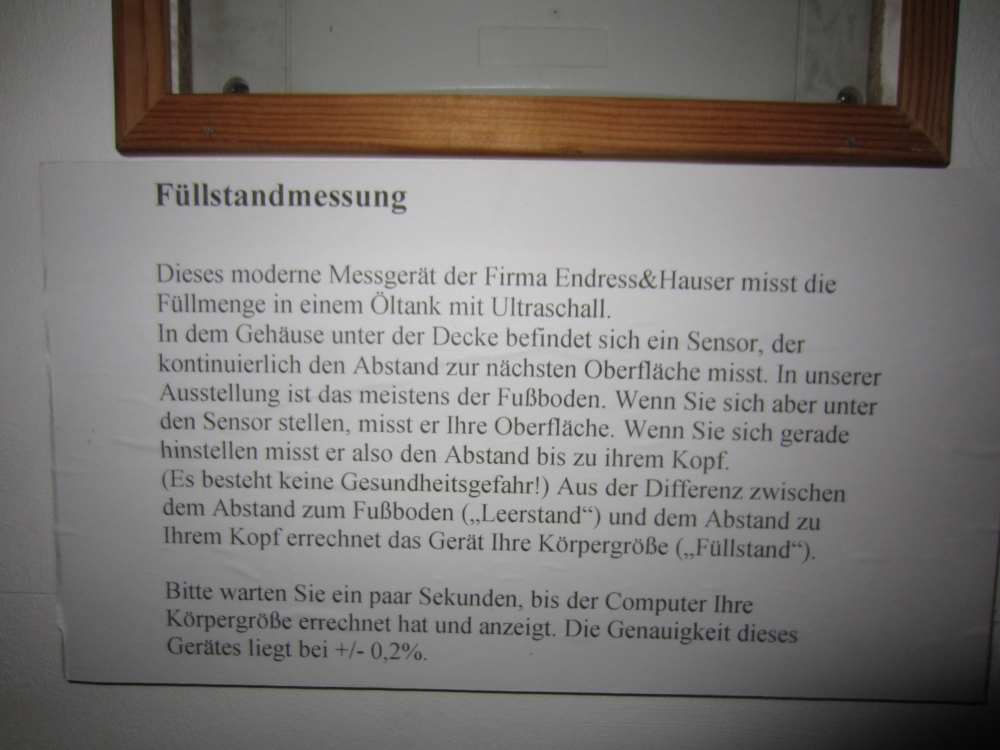 Füllstandmessung
Dieses moderne Messgerät der Firma Endress&Hauser misst die
Füllmenge in einem Öltank mit Ultraschall.
In dem Gehäuse unter der Decke befindet sich ein Sensor, der
kontinuierlich den Abstand zur nächsten Oberfläche misst. In unserer
Ausstellung ist das meistens der Fußboden. Wenn Sie sich aber unter
den Sensor stellen, misst er Ihre Oberfläche. Wenn Sie sich gerade
hinstellen misst er also den Abstand bis zu ihrem Kopf.
(Es besteht keine Gesundheitsgefahr!) Aus der Differenz zwischen
dem Abstand zum Fußboden („Leerstand“) und dem Abstand zu
Ihrem Kopf errechnet das Gerät Ihre Körpergröße („Füllstand“).
Bitte warten Sie ein paar Sekunden, bis der Computer Ihre
Körpergröße errechnet hat und anzeigt. Die Genauigkeit dieses
Gerätes liegt bei +/- 0,2%.